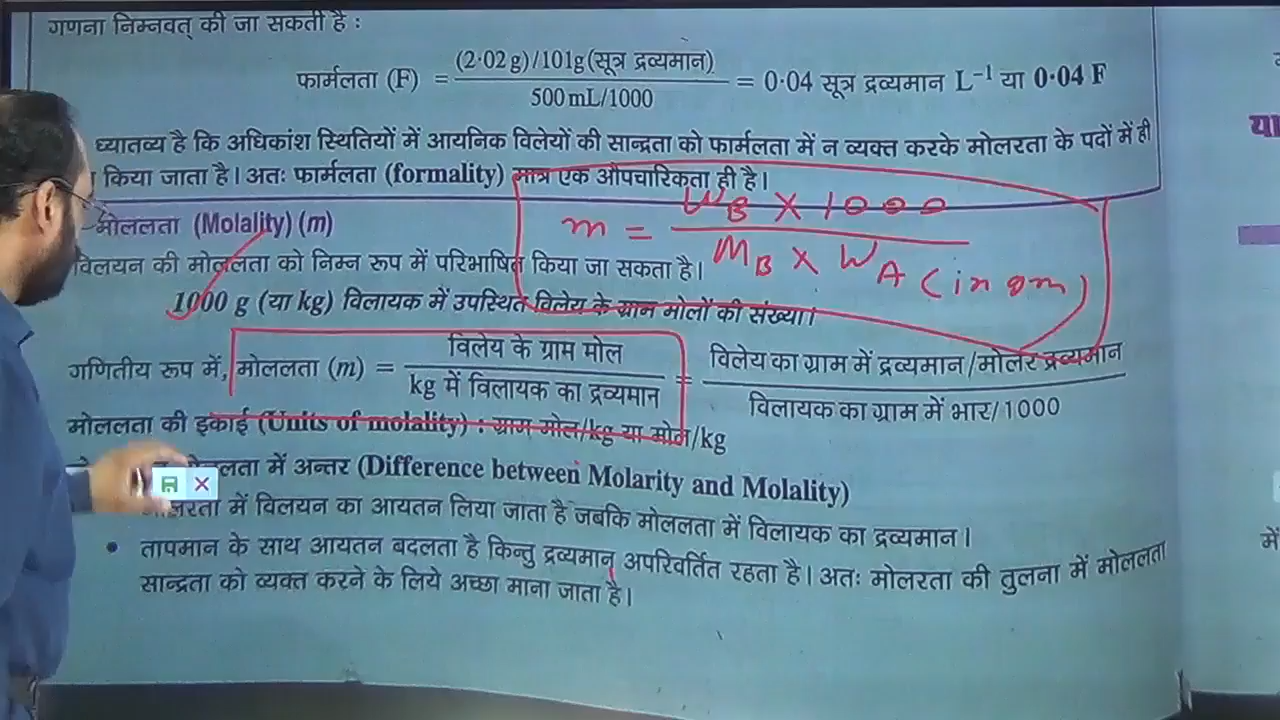 गणना निम्नवत् की जा सकती है :
फार्मलता (F) = (2·02 g)/101g(सूत्र द्रव्यमान)
500 mL/1000
= 0·04 सूत्र द्रव्यमान L⁻¹ या 0·04 F
ध्यातव्य है कि अधिकांश स्थितियों में आयनिक विलेयों की सान्द्रता को फार्मलता में न व्यक्त करके मोलरता के पदों में ही
किया जाता है। अतः फार्मलता (formality) मात्र एक औपचारिकता ही है।
मोललता (Molality) (m)
m = W_B × 1000
M_B × W_A (in gm)
विलयन की मोललता को निम्न रूप में परिभाषित किया जा सकता है।
1000 g (या kg) विलायक में उपस्थित विलेय के ग्राम मोलों की संख्या।
गणितीय रूप में, मोललता (m) = विलेय के ग्राम मोल
kg में विलायक का द्रव्यमान
= विलेय का ग्राम में द्रव्यमान/मोलर द्रव्यमान
विलायक का ग्राम में भार/1000
मोललता की इकाई (Units of molality) : ग्राम मोल/kg या मोल/kg
मोललता में अन्तर (Difference between Molarity and Molality)
में विलयन का आयतन लिया जाता है जबकि मोललता में विलायक का द्रव्यमान।
• तापमान के साथ आयतन बदलता है किन्तु द्रव्यमान अपरिवर्तित रहता है। अतः मोलरता की तुलना में मोललता
सान्द्रता को व्यक्त करने के लिये अच्छा माना जाता है।
में